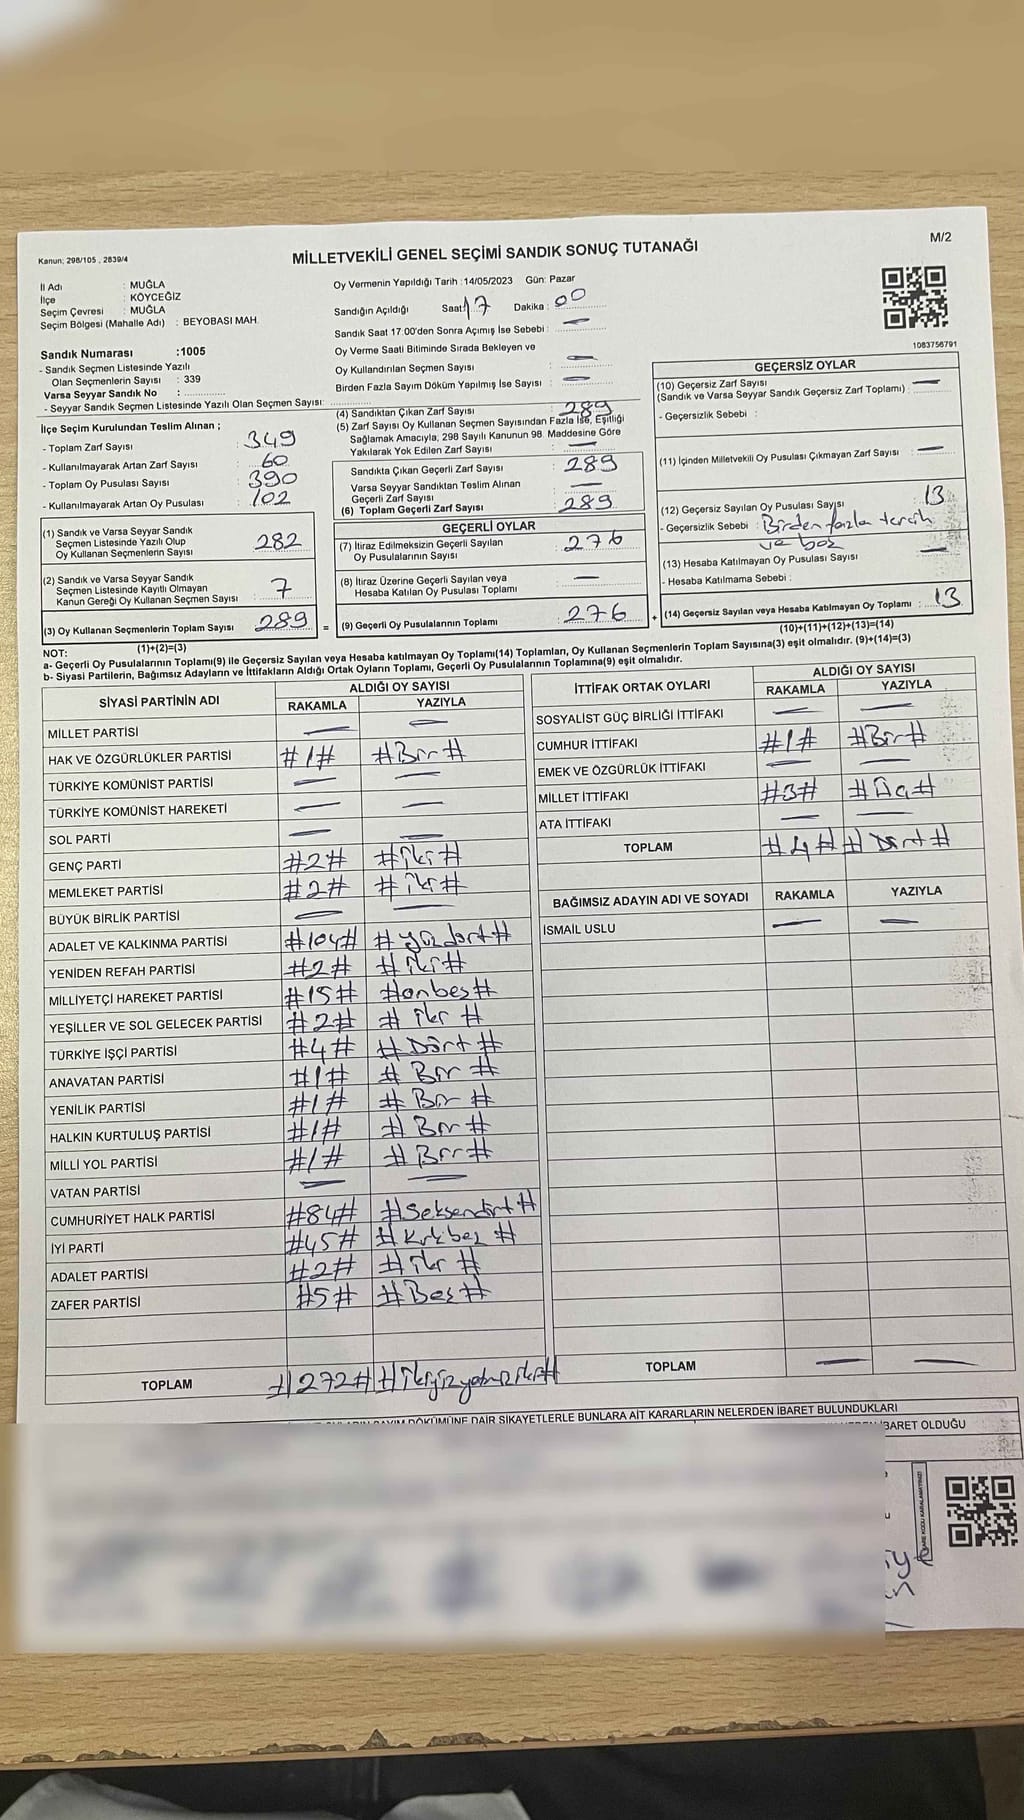 Kanun; 298/105 , 2839/4
MİLLETVEKİLİ GENEL SEÇİMİ SANDIK SONUÇ TUTANAĞI
M/2
İl Adı : MUĞLA
İlçe : KÖYCEĞİZ
Seçim Çevresi : MUĞLA
Seçim Bölgesi (Mahalle Adı) : BEYOBASI MAH.
Oy Vermenin Yapıldığı Tarih :14/05/2023 Gün: Pazar
Sandığın Açıldığı Saat 17 Dakika : 00
Sandık Saat 17.00'den Sonra Açımış İse Sebebi : —
Oy Verme Saati Bitiminde Sırada Bekleyen ve
Oy Kullandırılan Seçmen Sayısı : —
Birden Fazla Sayım Döküm Yapılmış İse Sayısı : —
1083756791
Sandık Numarası :1005
- Sandık Seçmen Listesinde Yazılı
Olan Seçmenlerin Sayısı : 339
Varsa Seyyar Sandık No :
- Seyyar Sandık Seçmen Listesinde Yazılı Olan Seçmen Sayısı:
İlçe Seçim Kurulundan Teslim Alınan ;
- Toplam Zarf Sayısı : 349
- Kullanılmayarak Artan Zarf Sayısı : 60
- Toplam Oy Pusulası Sayısı : 390
- Kullanılmayarak Artan Oy Pusulası : 102
(1) Sandık ve Varsa Seyyar Sandık
Seçmen Listesinde Yazılı Olup
Oy Kullanan Seçmenlerin Sayısı : 282
(2) Sandık ve Varsa Seyyar Sandık
Seçmen Listesinde Kayıtlı Olmayan
Kanun Gereği Oy Kullanan Seçmen Sayısı : 7
(3) Oy Kullanan Seçmenlerin Toplam Sayısı : 289
(1)+(2)=(3)
(4) Sandıktan Çıkan Zarf Sayısı : 289
(5) Zarf Sayısı Oy Kullanan Seçmen Sayısından Fazla İse, Eşitliği
Sağlamak Amacıyla, 298 Sayılı Kanunun 98. Maddesine Göre
Yakılarak Yok Edilen Zarf Sayısı : —
Sandıkta Çıkan Geçerli Zarf Sayısı : 289
Varsa Seyyar Sandıktan Teslim Alınan
Geçerli Zarf Sayısı : —
(6) Toplam Geçerli Zarf Sayısı : 289
GEÇERLİ OYLAR
(7) İtiraz Edilmeksizin Geçerli Sayılan
Oy Pusulalarının Sayısı : 276
(8) İtiraz Üzerine Geçerli Sayılan veya
Hesaba Katılan Oy Pusulası Toplamı : —
= (9) Geçerli Oy Pusulalarının Toplamı : 276 +
GEÇERSİZ OYLAR
(10) Geçersiz Zarf Sayısı
(Sandık ve Varsa Seyyar Sandık Geçersiz Zarf Toplamı) : —
- Geçersizlik Sebebi :
(11) İçinden Milletvekili Oy Pusulası Çıkmayan Zarf Sayısı : —
(12) Geçersiz Sayılan Oy Pusulası Sayısı : 13
- Geçersizlik Sebebi : Birden fazla tercih
ve boş
(13) Hesaba Katılmayan Oy Pusulası Sayısı : —
- Hesaba Katılmama Sebebi :
(14) Geçersiz Sayılan veya Hesaba Katılmayan Oy Toplamı : 13
(10)+(11)+(12)+(13)=(14)
NOT:
a- Geçerli Oy Pusulalarının Toplamı(9) ile Geçersiz Sayılan veya Hesaba Katılmayan Oy Toplamı(14) Toplamları, Oy Kullanan Seçmenlerin Toplam Sayısına(3) eşit olmalıdır. (9)+(14)=(3)
b- Siyasi Partilerin, Bağımsız Adayların ve İttifakların Aldığı Ortak Oyların Toplamı, Geçerli Oy Pusulalarının Toplamına(9) eşit olmalıdır.
SİYASİ PARTİNİN ADI ALDIĞI OY SAYISI
RAKAMLA YAZIYLA
MİLLET PARTİSİ — —
HAK VE ÖZGÜRLÜKLER PARTİSİ #1# #Bir#
TÜRKİYE KOMÜNİST PARTİSİ — —
TÜRKİYE KOMÜNİST HAREKETİ — —
SOL PARTİ — —
GENÇ PARTİ #2# #iki#
MEMLEKET PARTİSİ #2# #iki#
BÜYÜK BİRLİK PARTİSİ — —
ADALET VE KALKINMA PARTİSİ #104# #yüzdört#
YENİDEN REFAH PARTİSİ #2# #iki#
MİLLİYETÇİ HAREKET PARTİSİ #15# #onbeş#
YEŞİLLER VE SOL GELECEK PARTİSİ #2# #iki#
TÜRKİYE İŞÇİ PARTİSİ #4# #Dört#
ANAVATAN PARTİSİ #1# #Bir#
YENİLİK PARTİSİ #1# #Bir#
HALKIN KURTULUŞ PARTİSİ #1# #Bir#
MİLLİ YOL PARTİSİ #1# #Bir#
VATAN PARTİSİ — —
CUMHURİYET HALK PARTİSİ #84# #Seksendört#
İYİ PARTİ #45# #Kırkbeş#
ADALET PARTİSİ #2# #iki#
ZAFER PARTİSİ #5# #Beş#
TOPLAM #272# #ikiyüzyetmişiki#
İTTİFAK ORTAK OYLARI ALDIĞI OY SAYISI
RAKAMLA YAZIYLA
SOSYALİST GÜÇ BİRLİĞİ İTTİFAKI — —
CUMHUR İTTİFAKI #1# #Bir#
EMEK VE ÖZGÜRLÜK İTTİFAKI — —
MİLLET İTTİFAKI #3# #Üç#
ATA İTTİFAKI — —
TOPLAM #4# #Dört#
BAĞIMSIZ ADAYIN ADI VE SOYADI RAKAMLA YAZIYLA
İSMAİL USLU — —
TOPLAM — —
DÖKÜMÜNE DAİR ŞİKAYETLERLE BUNLARA AİT KARARLARIN NELERDEN İBARET BULUNDUKLARI
İBARET OLDUĞU